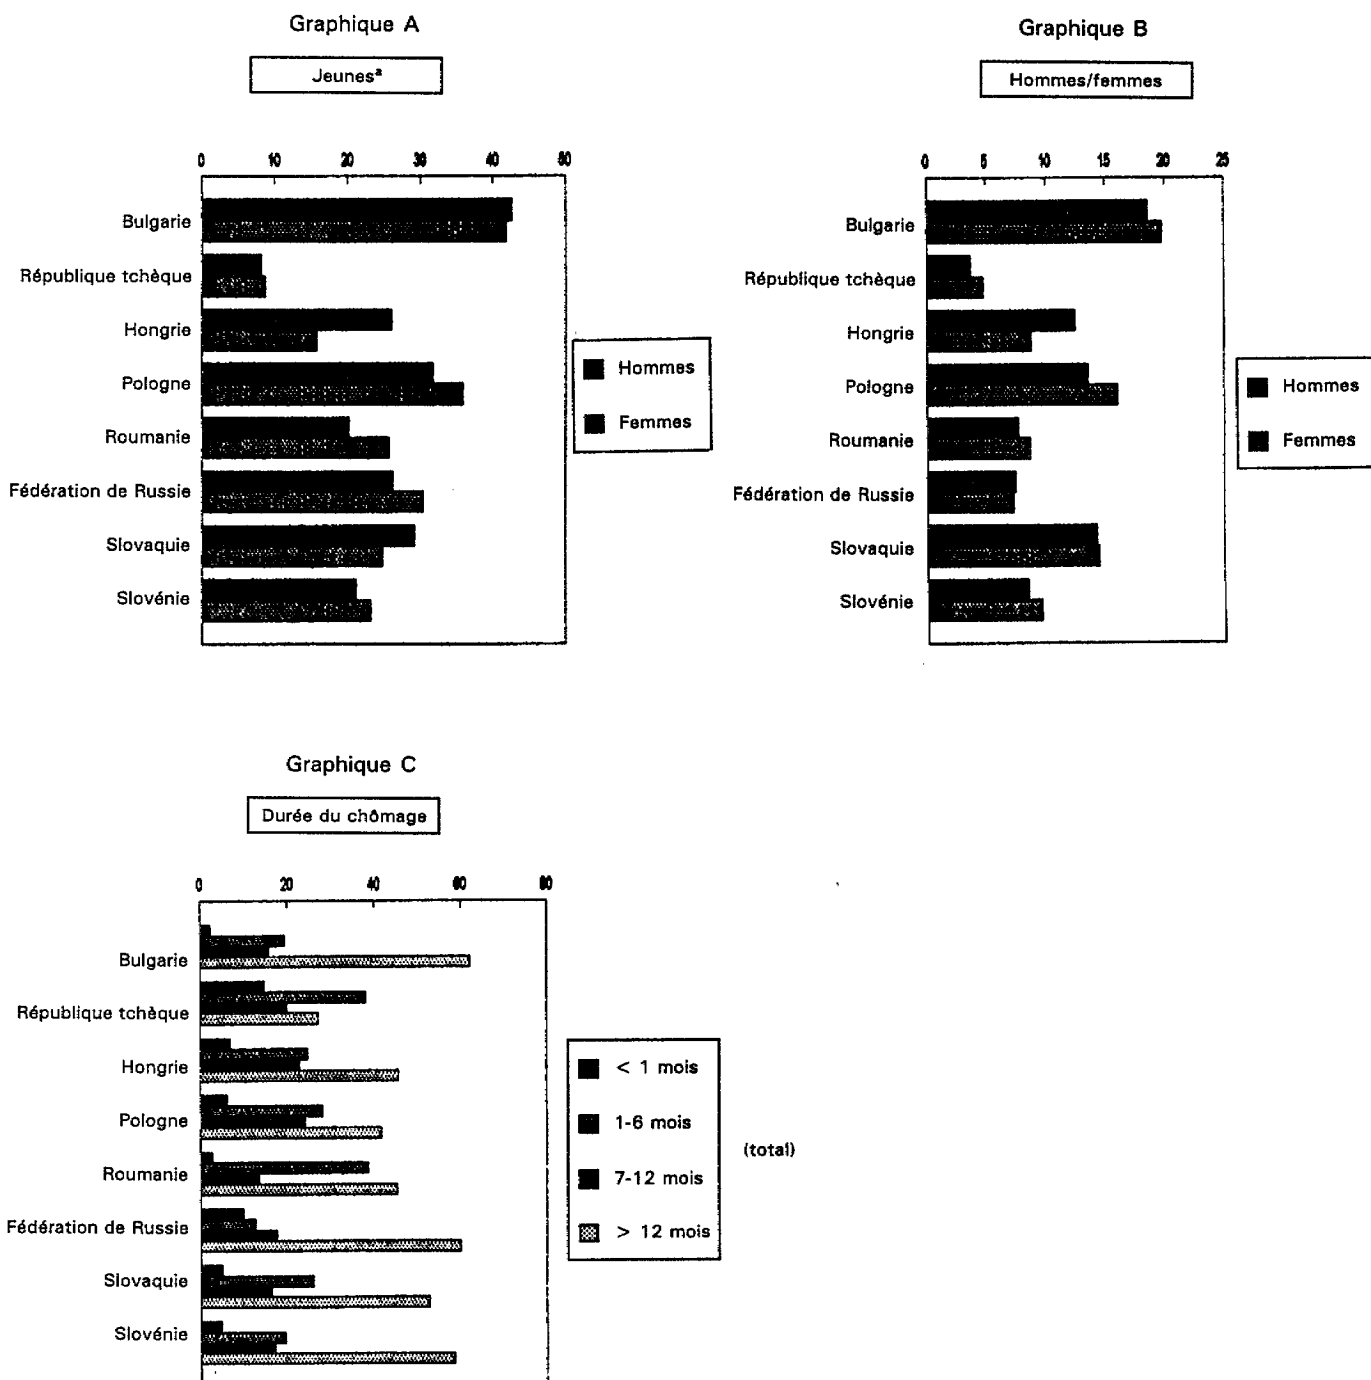 Graphique A
Jeunesª
0 10 20 30 40 50
Bulgarie
République tchèque
Hongrie
Pologne
Roumanie
Fédération de Russie
Slovaquie
Slovénie
Hommes
Femmes
Graphique B
Hommes/femmes
0 5 10 15 20 25
Bulgarie
République tchèque
Hongrie
Pologne
Roumanie
Fédération de Russie
Slovaquie
Slovénie
Hommes
Femmes
Graphique C
Durée du chômage
0 20 40 60 80
Bulgarie
République tchèque
Hongrie
Pologne
Roumanie
Fédération de Russie
Slovaquie
Slovénie
< 1 mois
1-6 mois
7-12 mois
> 12 mois
(total)